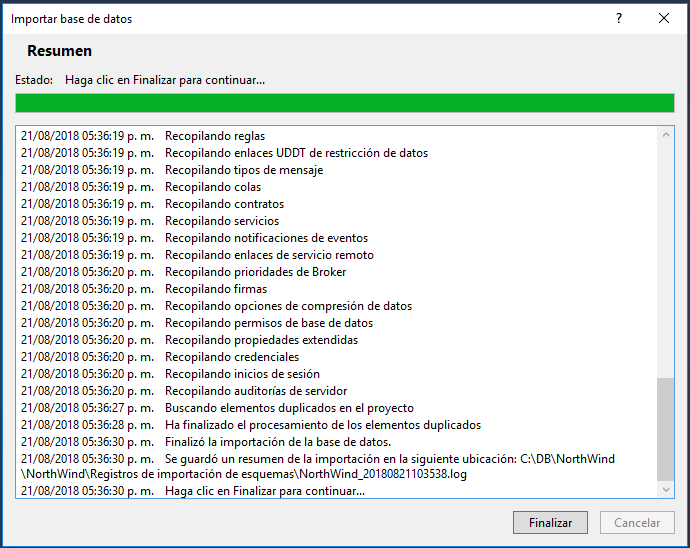 Importar base de datos
Resumen
Estado: Haga clic en Finalizar para continuar...
21/08/2018 05:36:19 p. m. Recopilando reglas
21/08/2018 05:36:19 p. m. Recopilando enlaces UDDT de restricción de datos
21/08/2018 05:36:19 p. m. Recopilando tipos de mensaje
21/08/2018 05:36:19 p. m. Recopilando colas
21/08/2018 05:36:19 p. m. Recopilando contratos
21/08/2018 05:36:19 p. m. Recopilando servicios
21/08/2018 05:36:19 p. m. Recopilando notificaciones de eventos
21/08/2018 05:36:19 p. m. Recopilando enlaces de servicio remoto
21/08/2018 05:36:20 p. m. Recopilando prioridades de Broker
21/08/2018 05:36:20 p. m. Recopilando firmas
21/08/2018 05:36:20 p. m. Recopilando opciones de compresión de datos
21/08/2018 05:36:20 p. m. Recopilando permisos de base de datos
21/08/2018 05:36:20 p. m. Recopilando propiedades extendidas
21/08/2018 05:36:20 p. m. Recopilando credenciales
21/08/2018 05:36:20 p. m. Recopilando inicios de sesión
21/08/2018 05:36:20 p. m. Recopilando auditorías de servidor
21/08/2018 05:36:27 p. m. Buscando elementos duplicados en el proyecto
21/08/2018 05:36:28 p. m. Ha finalizado el procesamiento de los elementos duplicados
21/08/2018 05:36:30 p. m. Finalizó la importación de la base de datos.
21/08/2018 05:36:30 p. m. Se guardó un resumen de la importación en la siguiente ubicación: C:\DB\NorthWind
\NorthWind\Registros de importación de esquemas\NorthWind_20180821103538.log
21/08/2018 05:36:30 p. m. Haga clic en Finalizar para continuar...
Finalizar Cancelar